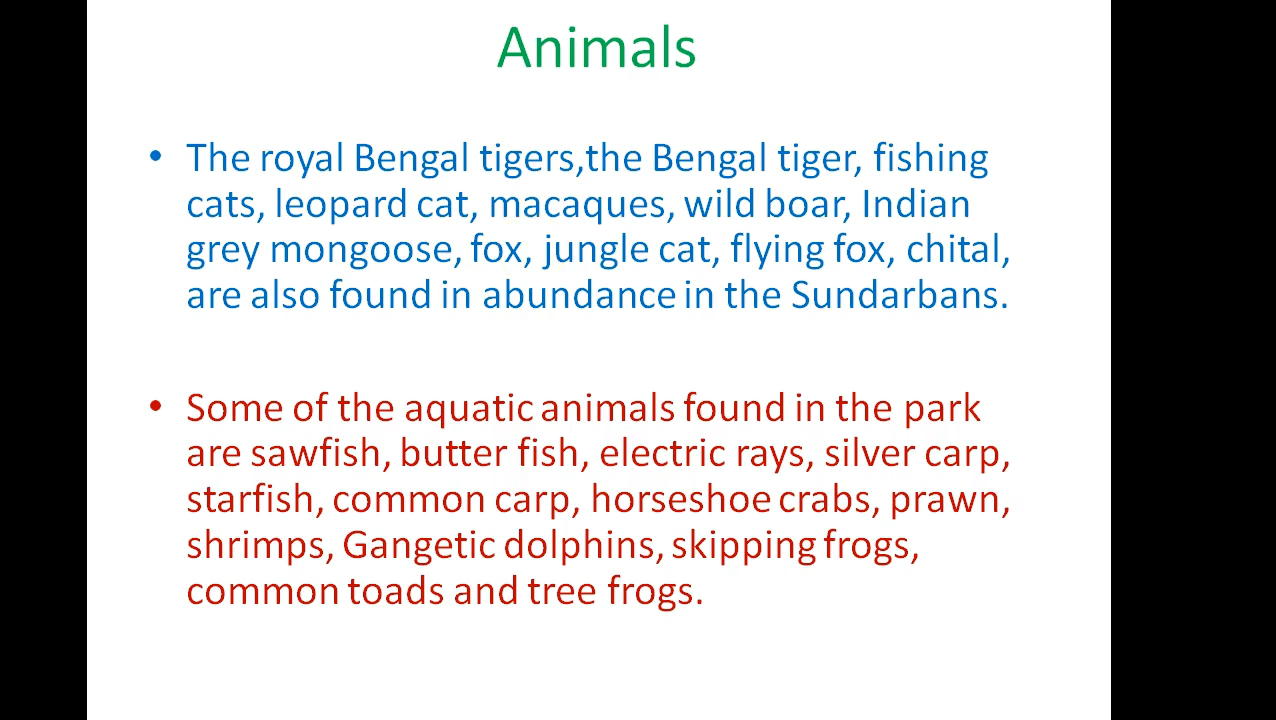 Animals
• The royal Bengal tigers,the Bengal tiger, fishing
cats, leopard cat, macaques, wild boar, Indian
grey mongoose, fox, jungle cat, flying fox, chital,
are also found in abundance in the Sundarbans.
• Some of the aquatic animals found in the park
are sawfish, butter fish, electric rays, silver carp,
starfish, common carp, horseshoe crabs, prawn,
shrimps, Gangetic dolphins, skipping frogs,
common toads and tree frogs.